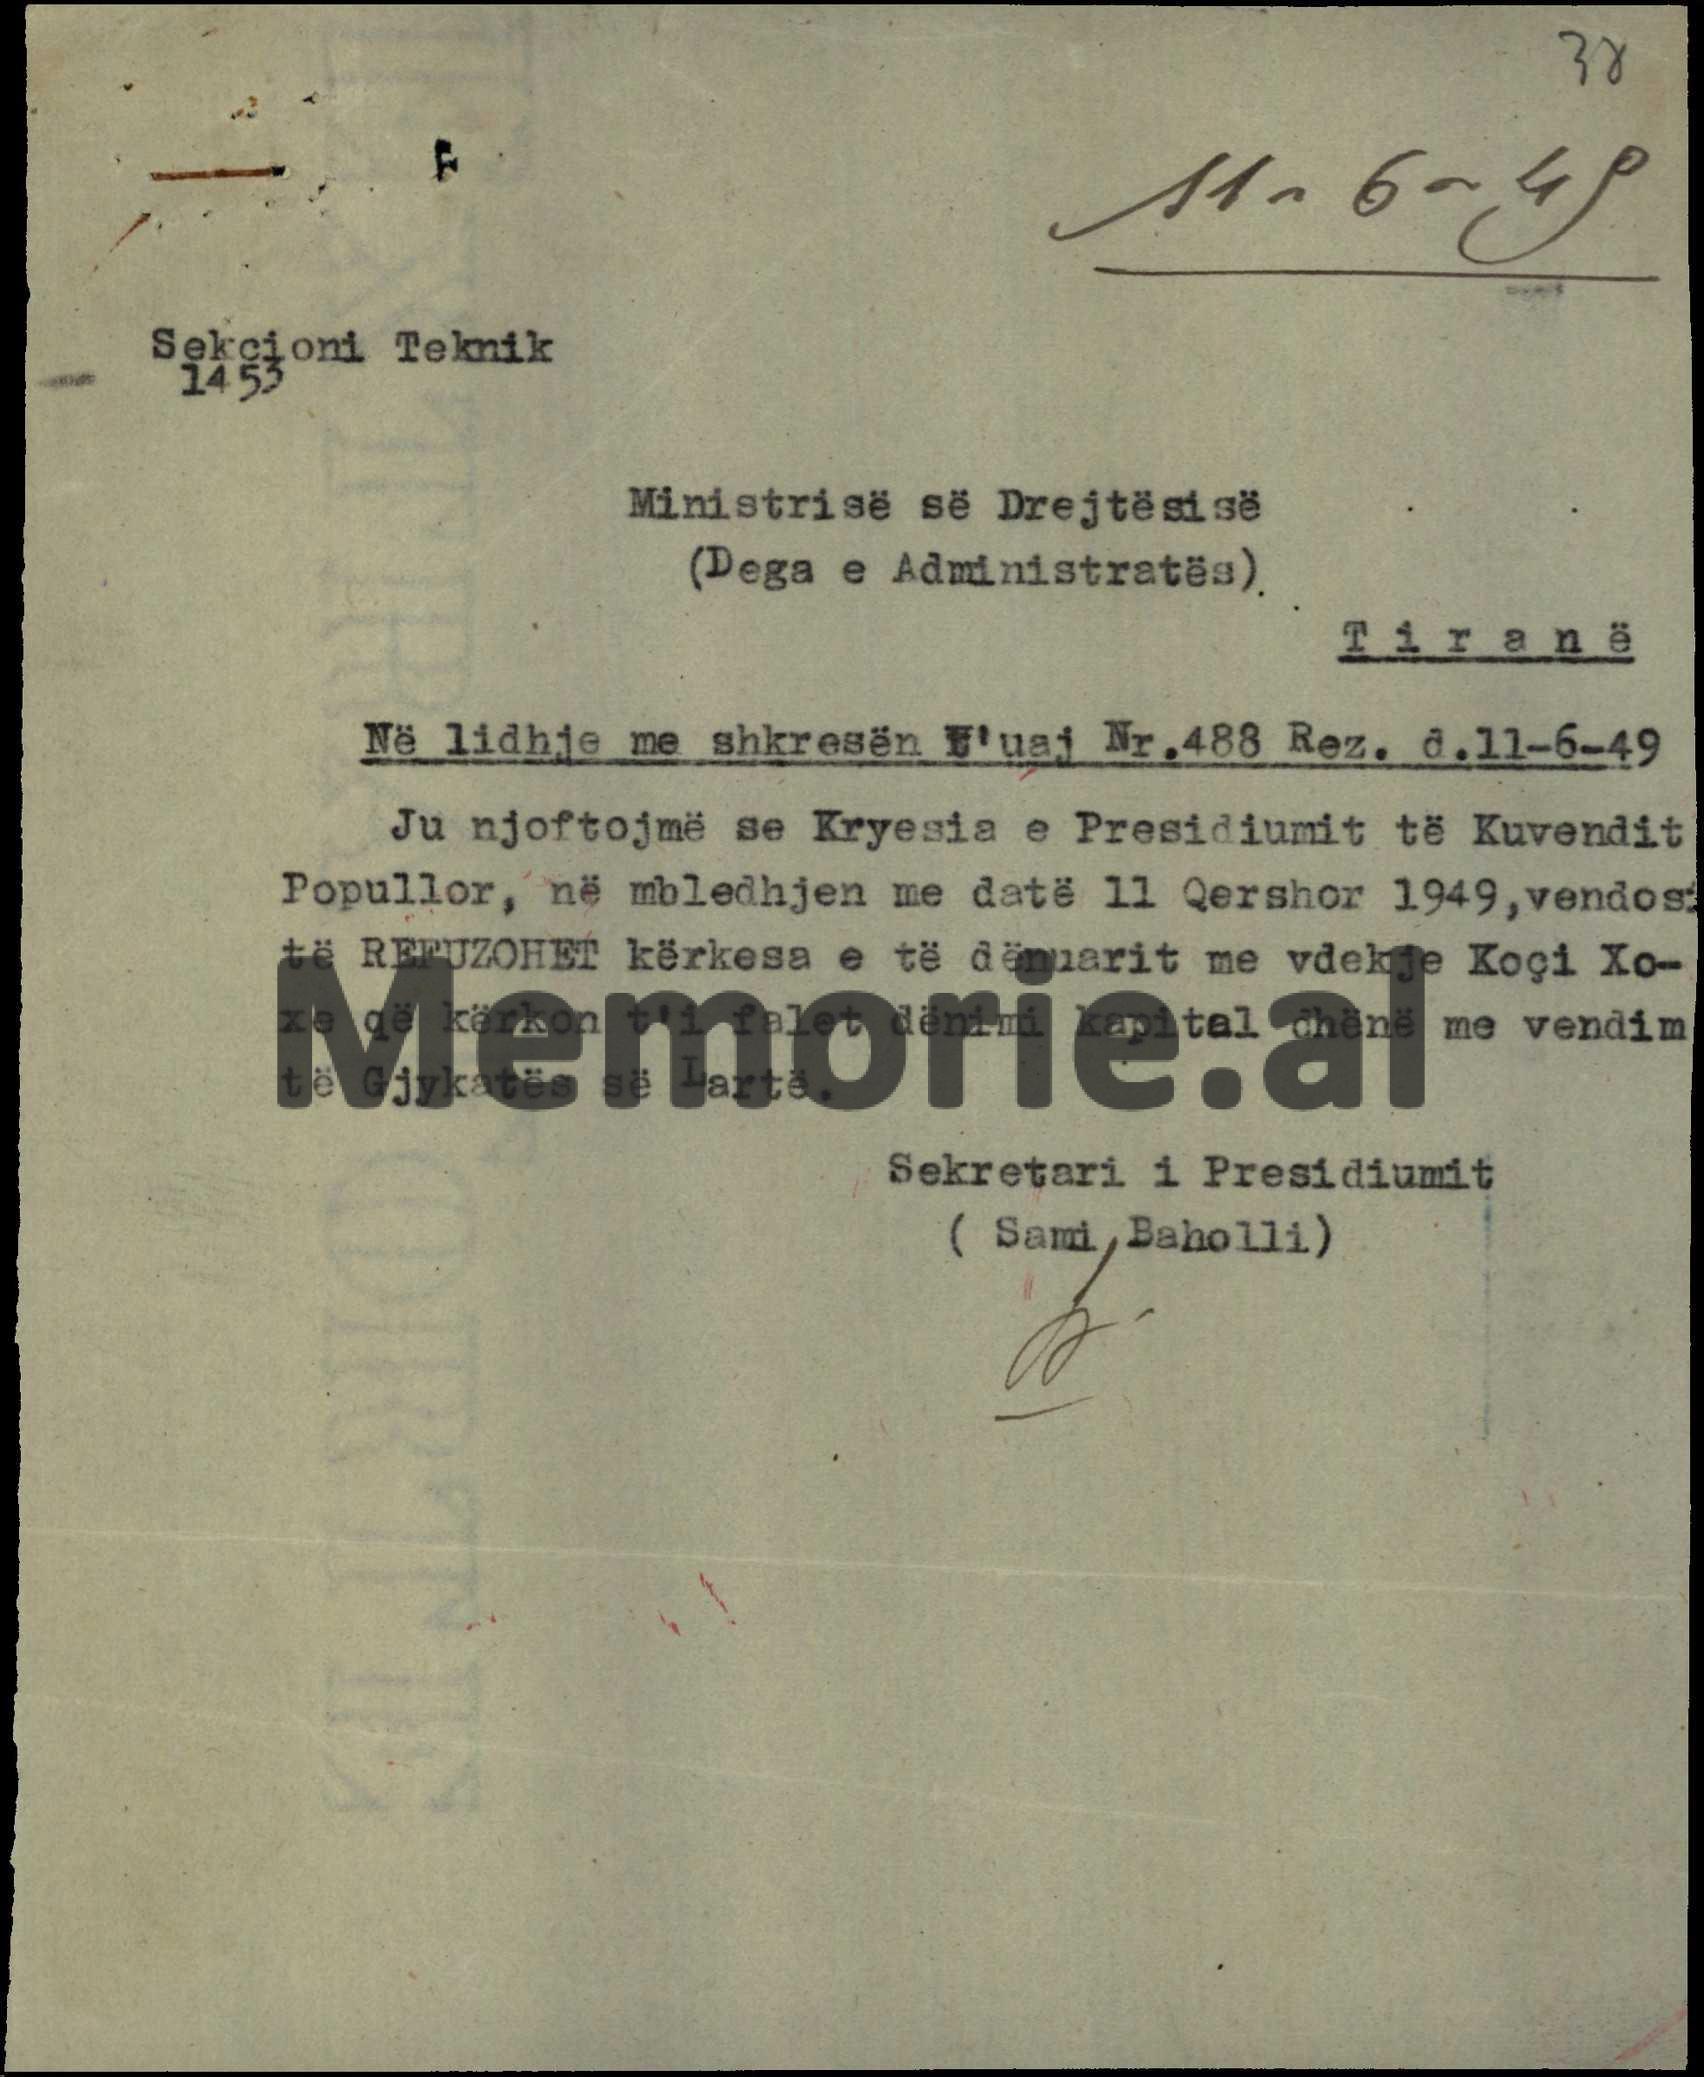 38
11-6-49
Sekcioni Teknik
1453
Ministrisë së Drejtësisë
(Dega e Administratës).
T i r a n ë
Në lidhje me shkresën t'uaj Nr.488 Rez. d.11-6-49
Ju njoftojmë se Kryesia e Presidiumit të Kuvendit
Popullor, në mbledhjen me datë 11 Qershor 1949,vendosi
të REFUZOHET kërkesa e të dënuarit me vdekje Koçi Xo-
xe që kërkon t'i falet dënimi kapital dhënë me vendim
të Gjykatës së Lartë.
Memorie.al
Sekretari i Presidiumit
( Sami Baholli)